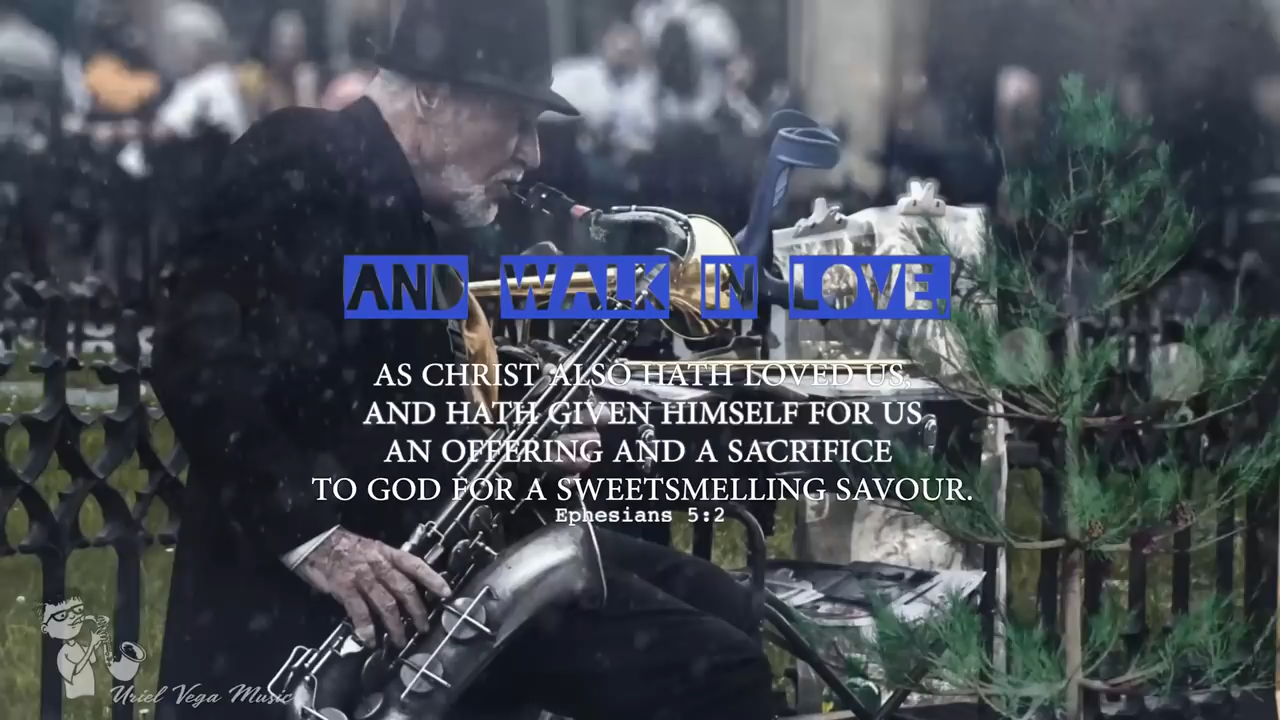 AND WALK IN LOVE,
AS CHRIST ALSO HATH LOVED US,
AND HATH GIVEN HIMSELF FOR US
AN OFFERING AND A SACRIFICE
TO GOD FOR A SWEETSMELLING SAVOUR.
Ephesians 5:2
Uriel Vega Music